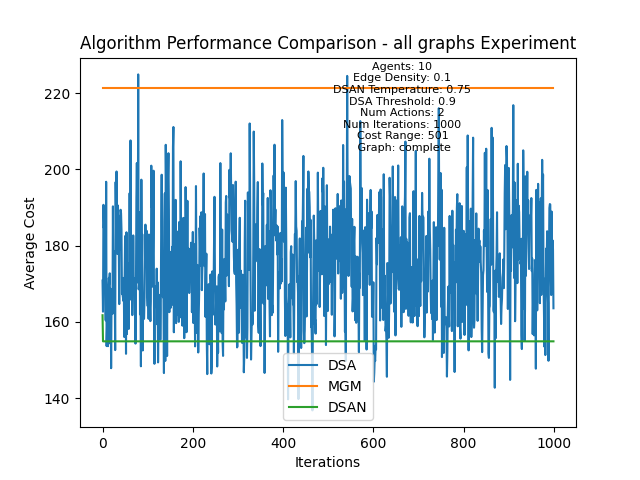 Algorithm Performance Comparison - all graphs Experiment
Agents: 10
Edge Density: 0.1
DSAN Temperature: 0.75
DSA Threshold: 0.9
Num Actions: 2
Num Iterations: 1000
Cost Range: 501
Graph: complete
Average Cost
220
200
180
160
140
DSA
MGM
DSAN
0
200
400
600
800
1000
Iterations